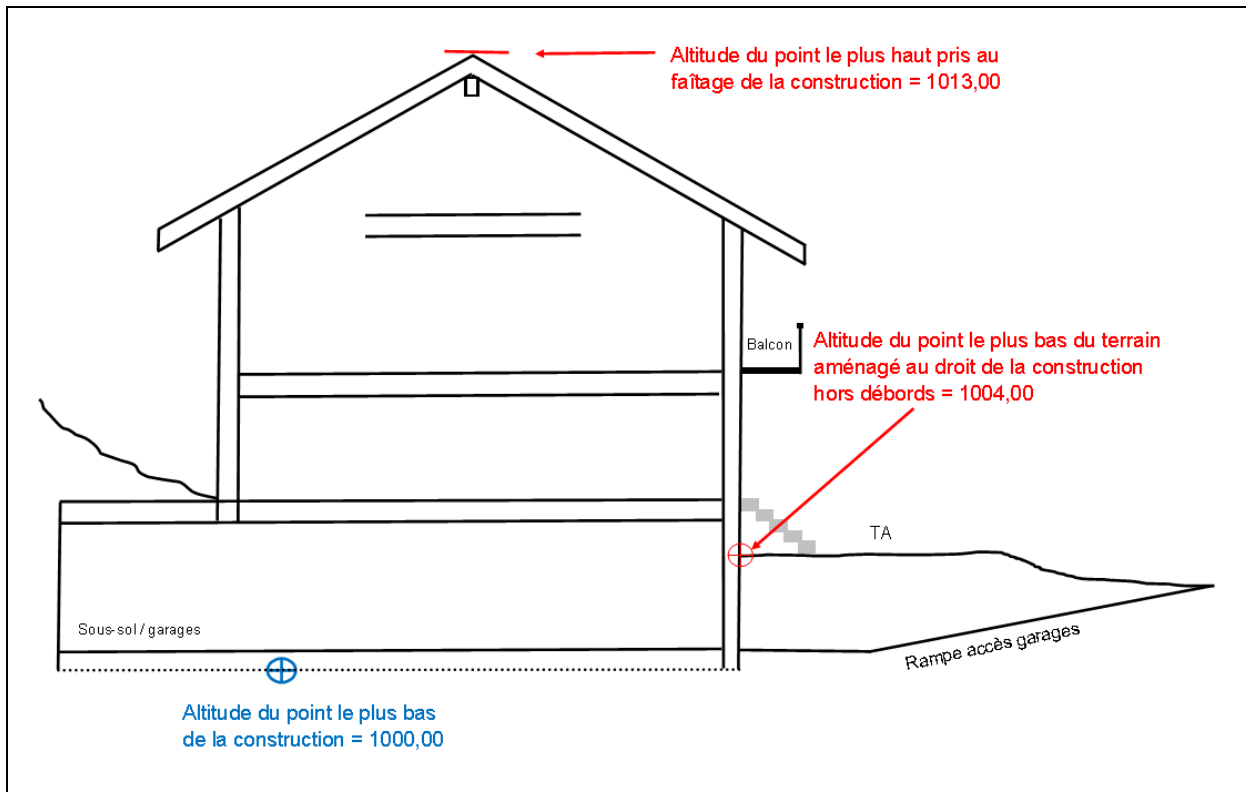 Altitude du point le plus haut pris au
faîtage de la construction = 1013,00
Balcon
Altitude du point le plus bas du terrain
aménagé au droit de la construction
hors débords = 1004,00
TA
Sous-sol / garages
Rampe accès garages
Altitude du point le plus bas
de la construction = 1000,00